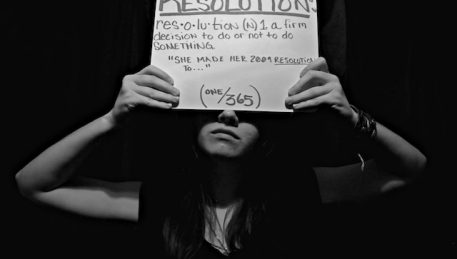 RESOLUTION:
res·o·lu·tion (N) 1 a firm
decision to do or not to do
SOMETHING.
"SHE MADE HER 2009 RESOLUTION
TO..."
(ONE/365)